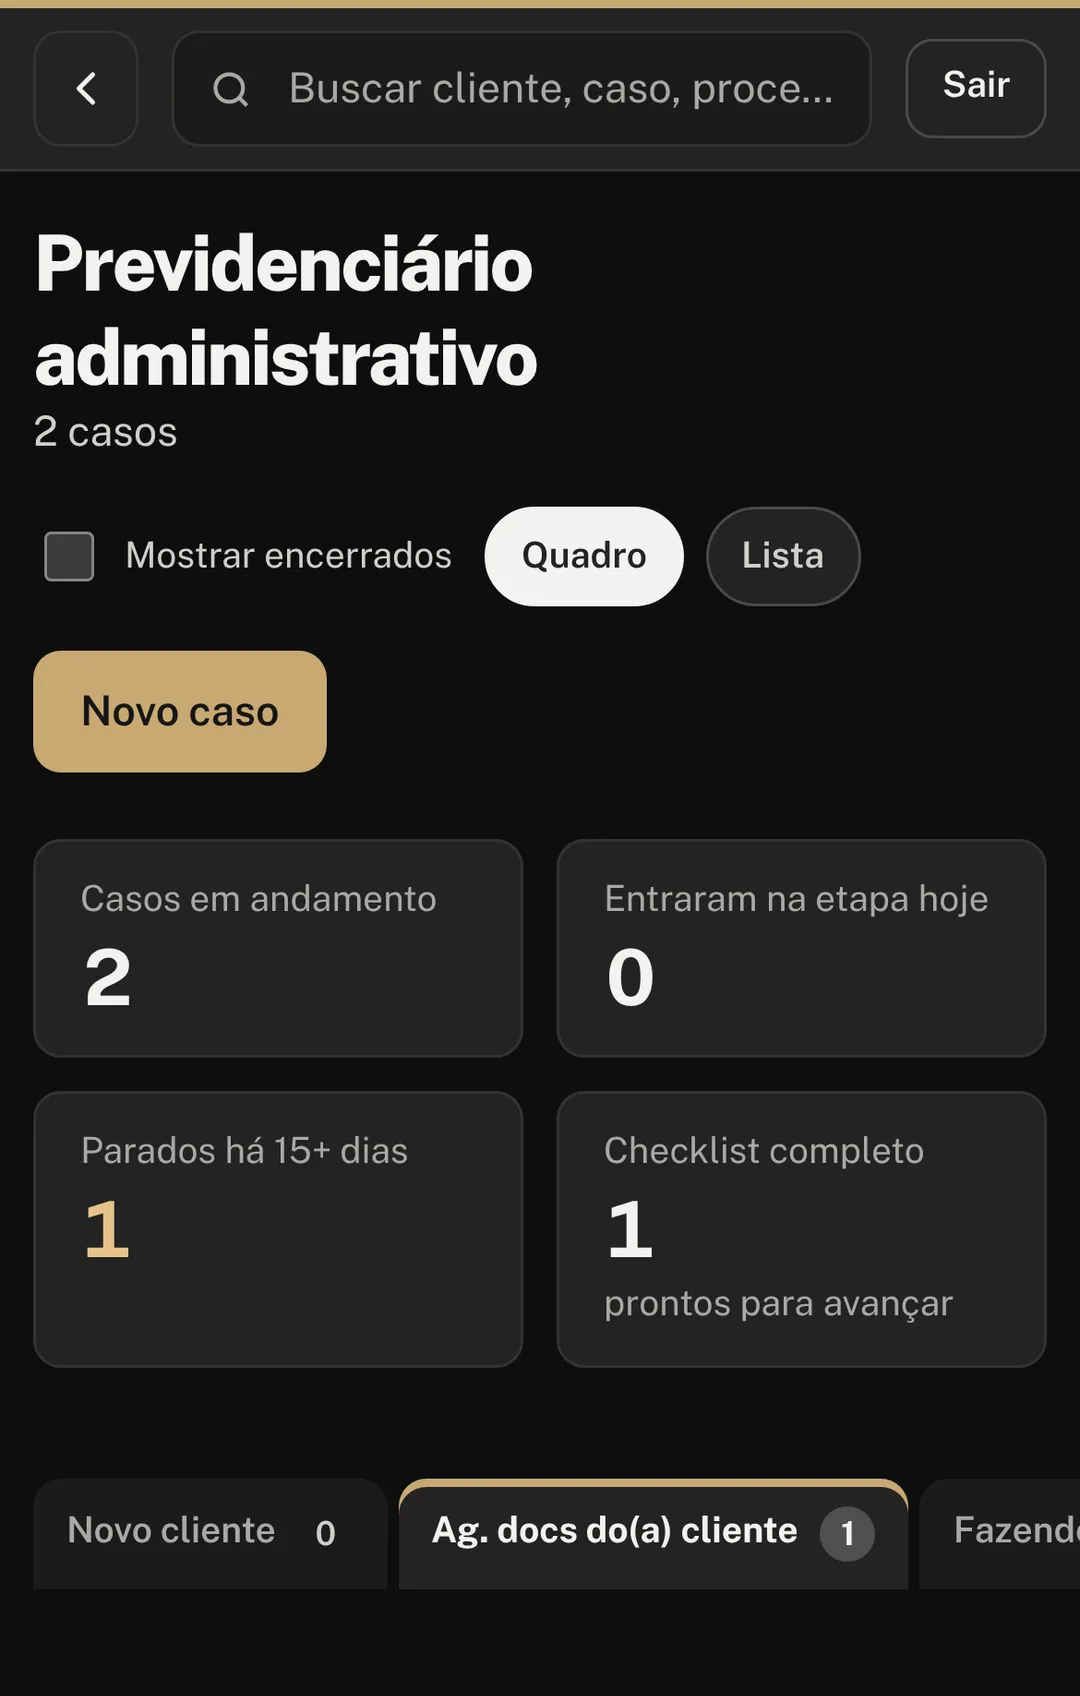 Buscar cliente, caso, proce...
Sair
Previdenciário
administrativo
2 casos
Mostrar encerrados
Quadro
Lista
Novo caso
Casos em andamento
2
Entraram na etapa hoje
0
Parados há 15+ dias
1
Checklist completo
1
prontos para avançar
Novo cliente 0
Ag. docs do(a) cliente 1
Fazend